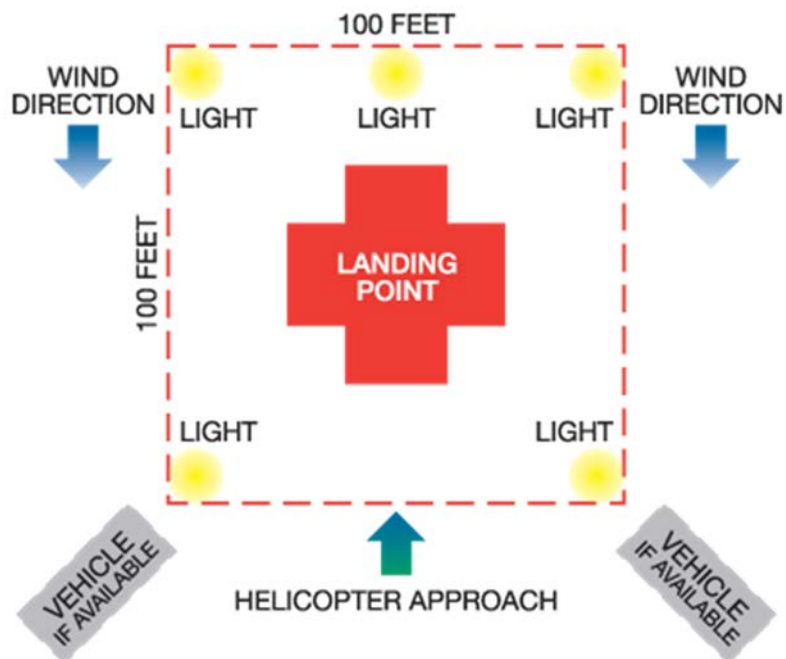 100 FEET
WIND
DIRECTION
WIND
DIRECTION
LIGHT
LIGHT
LIGHT
100 FEET
LANDING
POINT
LIGHT
LIGHT
VEHICLE
IF AVAILABLE
HELICOPTER APPROACH
VEHICLE
IF AVAILABLE